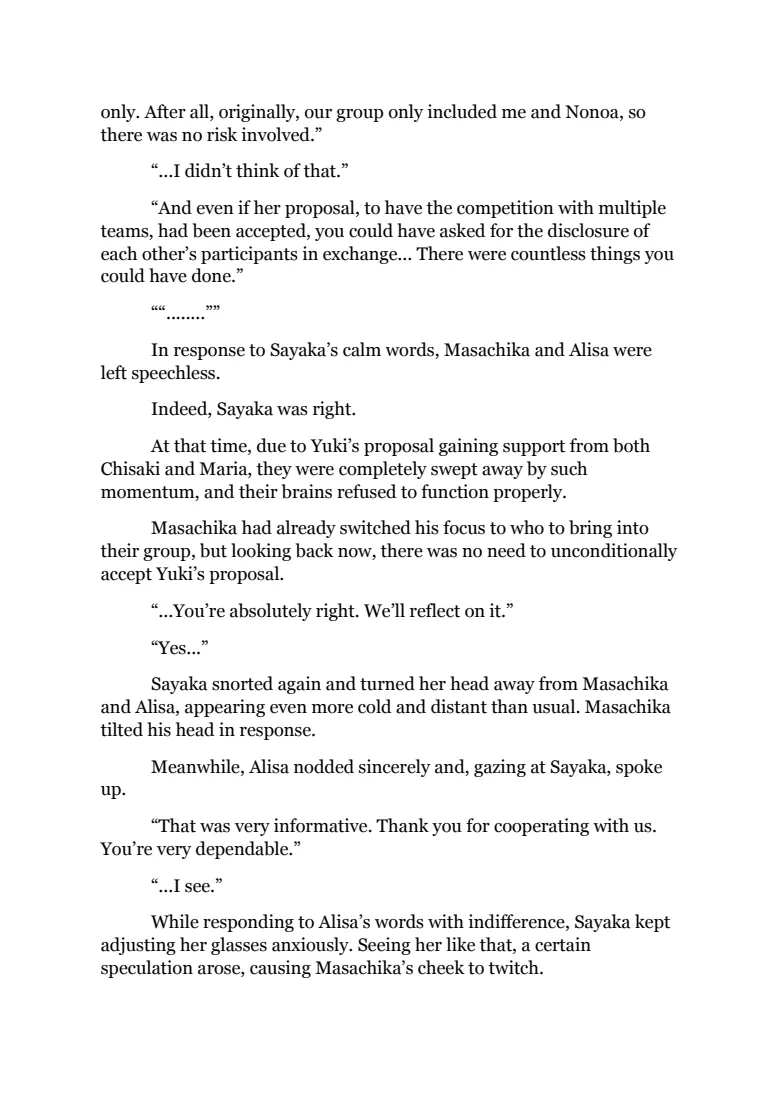 only. After all, originally, our group only included me and Nonoa, so
there was no risk involved.”
“...I didn’t think of that.”
“And even if her proposal, to have the competition with multiple
teams, had been accepted, you could have asked for the disclosure of
each other’s participants in exchange... There were countless things you
could have done.”
““........””
In response to Sayaka’s calm words, Masachika and Alisa were
left speechless.
Indeed, Sayaka was right.
At that time, due to Yuki’s proposal gaining support from both
Chisaki and Maria, they were completely swept away by such
momentum, and their brains refused to function properly.
Masachika had already switched his focus to who to bring into
their group, but looking back now, there was no need to unconditionally
accept Yuki’s proposal.
“...You’re absolutely right. We’ll reflect on it.”
“Yes...”
Sayaka snorted again and turned her head away from Masachika
and Alisa, appearing even more cold and distant than usual. Masachika
tilted his head in response.
Meanwhile, Alisa nodded sincerely and, gazing at Sayaka, spoke
up.
“That was very informative. Thank you for cooperating with us.
You’re very dependable.”
“...I see.”
While responding to Alisa’s words with indifference, Sayaka kept
adjusting her glasses anxiously. Seeing her like that, a certain
speculation arose, causing Masachika’s cheek to twitch.